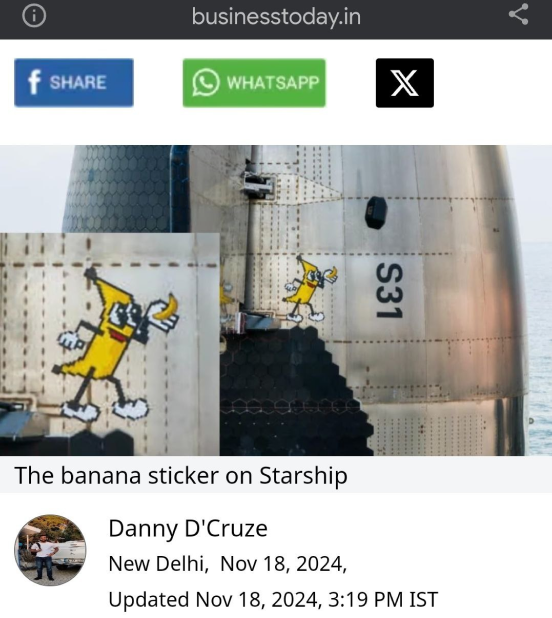 businesstoday.in
SHARE
WHATSAPP
S31
The banana sticker on Starship
Danny D'Cruze
New Delhi, Nov 18, 2024,
Updated Nov 18, 2024, 3:19 PM IST